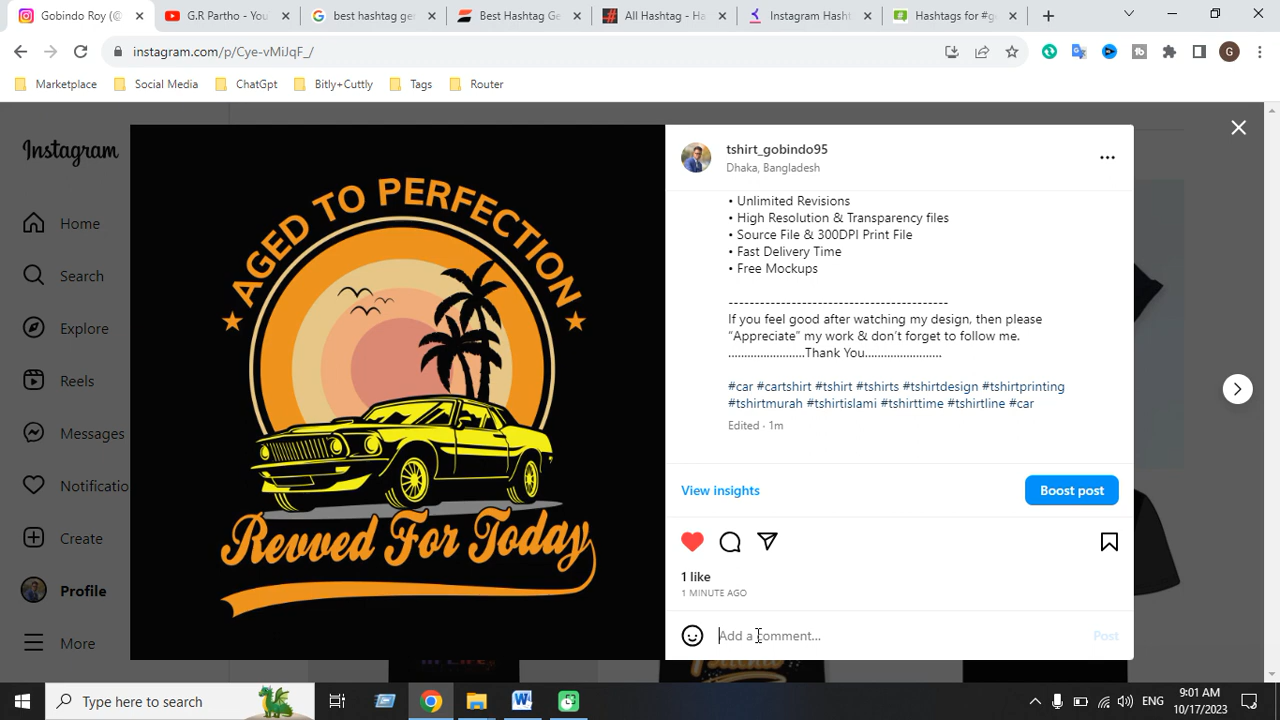 Gobindo Roy (@
G.R Partho - You
best hashtag ge
Best Hashtag Ge
All Hashtag - Ha
Instagram Hasht
Hashtags for #g
instagram.com/p/Cye-vMiJqF_/
G
Marketplace
Social Media
ChatGpt
Bitly+Cuttly
Tags
Router
Instagram
Home
Search
Explore
Reels
Messages
Notificatio
Create
Profile
More
AGED TO PERFECTION
Revved For Today
tshirt_gobindo95
Dhaka, Bangladesh
• Unlimited Revisions
• High Resolution & Transparency files
• Source File & 300DPI Print File
• Fast Delivery Time
• Free Mockups
------------------------------------------
If you feel good after watching my design, then please
“Appreciate” my work & don’t forget to follow me.
........................Thank You........................
#car #cartshirt #tshirt #tshirts #tshirtdesign #tshirtprinting
#tshirtmurah #tshirtislami #tshirttime #tshirtline #car
Edited · 1m
View insights
Boost post
1 like
1 MINUTE AGO
Add a comment...
Post
Type here to search
ENG
9:01 AM
10/17/2023